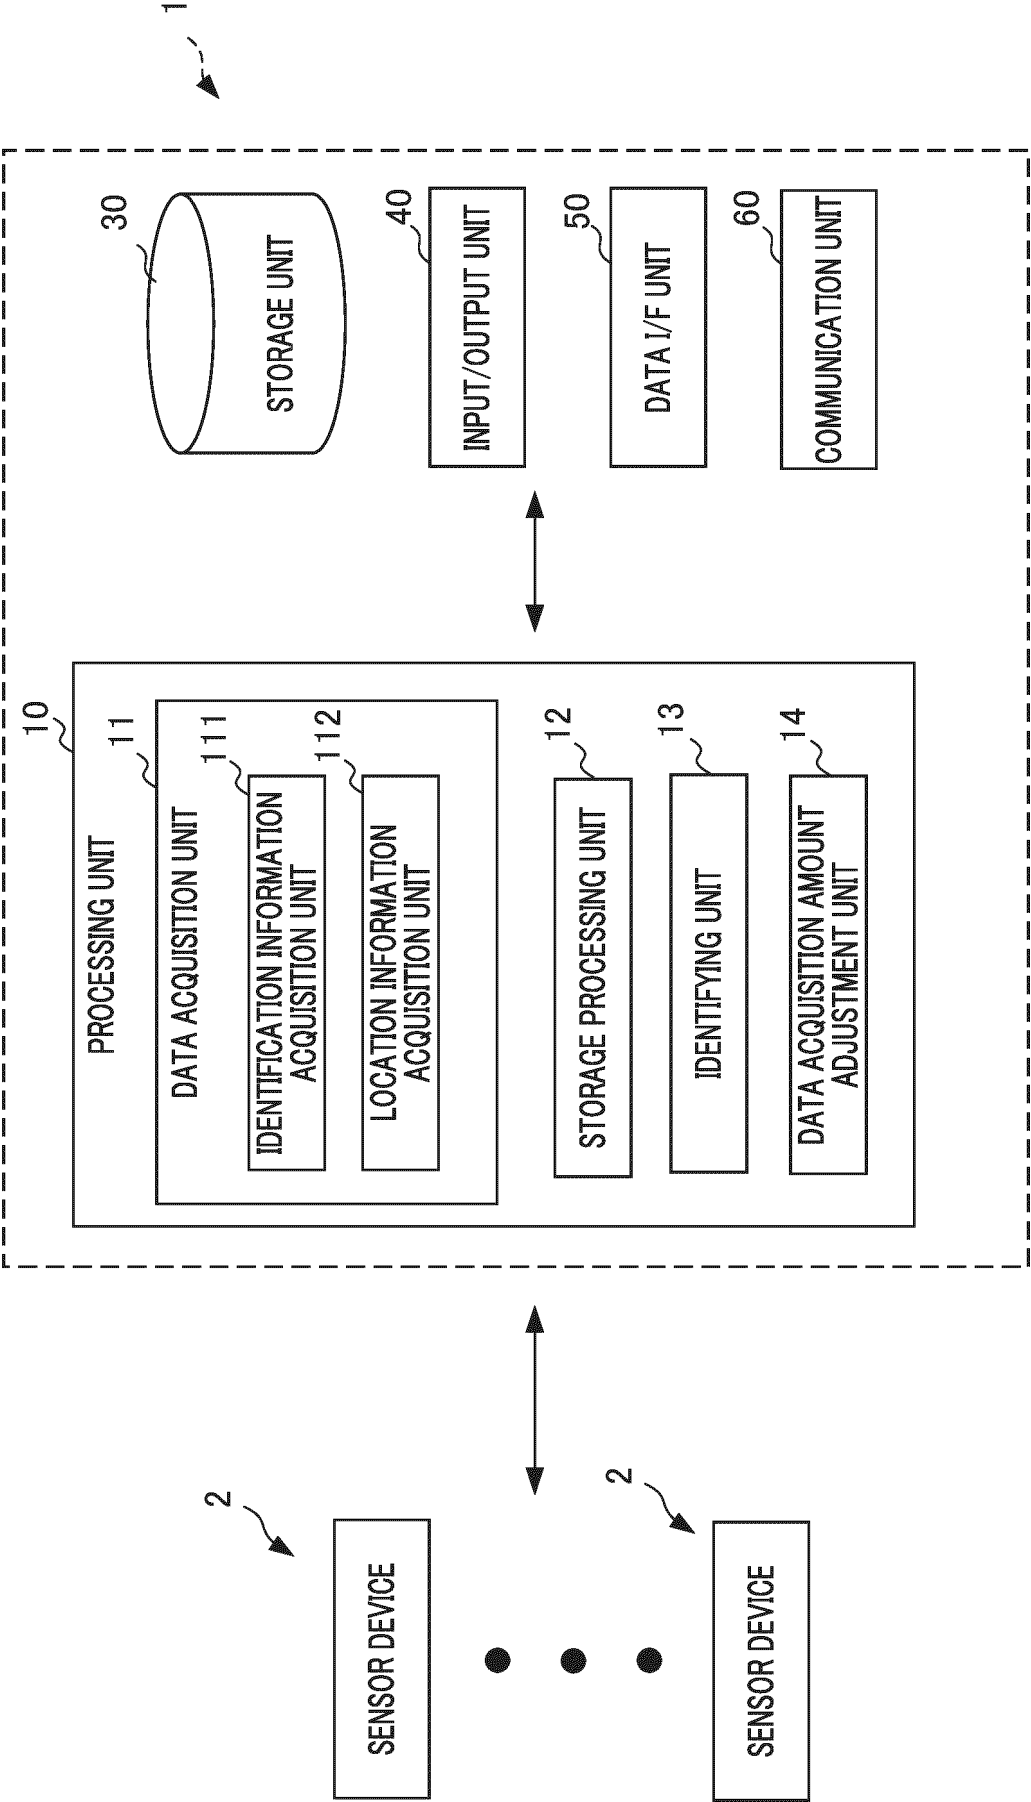 1
2
SENSOR DEVICE
2
SENSOR DEVICE
10
PROCESSING UNIT
11
DATA ACQUISITION UNIT
111
IDENTIFICATION INFORMATION
ACQUISITION UNIT
112
LOCATION INFORMATION
ACQUISITION UNIT
12
STORAGE PROCESSING UNIT
13
IDENTIFYING UNIT
14
DATA ACQUISITION AMOUNT
ADJUSTMENT UNIT
30
STORAGE UNIT
40
INPUT/OUTPUT UNIT
50
DATA I/F UNIT
60
COMMUNICATION UNIT